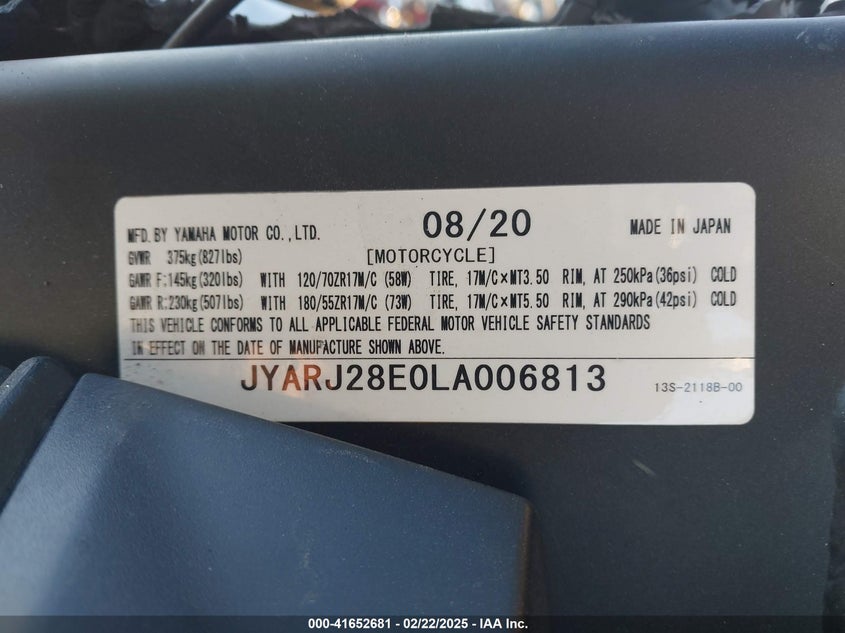 MFD. BY YAMAHA MOTOR CO.,LTD. 08/20 MADE IN JAPAN
GVWR 375kg(827lbs) [MOTORCYCLE]
GAWR F:145kg(320lbs) WITH 120/70ZR17M/C (58W) TIRE, 17M/C×MT3.50 RIM, AT 250kPa(36psi) COLD
GAWR R:230kg(507lbs) WITH 180/55ZR17M/C (73W) TIRE, 17M/C×MT5.50 RIM, AT 290kPa(42psi) COLD
THIS VEHICLE CONFORMS TO ALL APPLICABLE FEDERAL MOTOR VEHICLE SAFETY STANDARDS
IN EFFECT ON THE DATE OF MANUFACTURE SHOWN ABOVE.
JYARJ28E0LA006813 13S-2118B-00
000-41652681 - 02/22/2025 - IAA Inc.